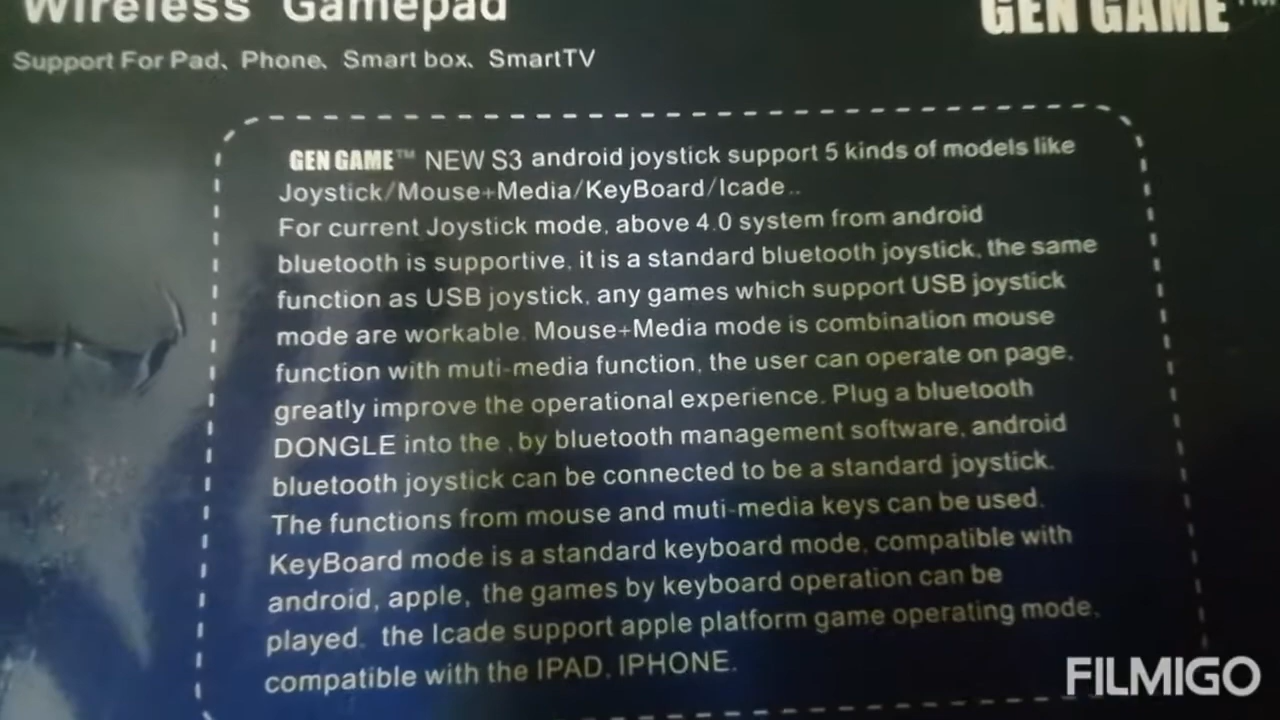 Wireless Gamepad
GEN GAME™
Support For Pad、Phone、Smart box、SmartTV
GEN GAME™ NEW S3 android joystick support 5 kinds of models like
Joystick/Mouse+Media/KeyBoard/Icade..
For current Joystick mode, above 4.0 system from android
bluetooth is supportive, it is a standard bluetooth joystick, the same
function as USB joystick, any games which support USB joystick
mode are workable. Mouse+Media mode is combination mouse
function with muti-media function, the user can operate on page,
greatly improve the operational experience. Plug a bluetooth
DONGLE into the , by bluetooth management software, android
bluetooth joystick can be connected to be a standard joystick.
The functions from mouse and muti-media keys can be used.
KeyBoard mode is a standard keyboard mode, compatible with
android, apple, the games by keyboard operation can be
played. the Icade support apple platform game operating mode,
compatible with the IPAD, IPHONE.
FILMIGO